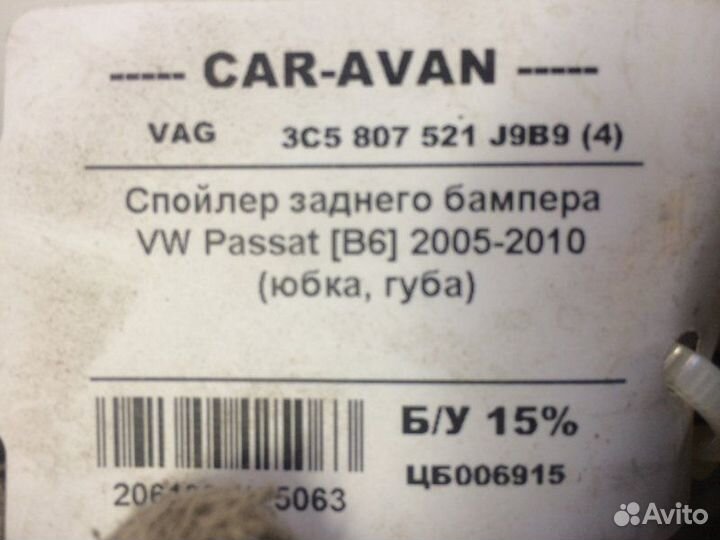 ----- CAR-AVAN -----
VAG 3C5 807 521 J9B9 (4)
Спойлер заднего бампера
VW Passat [B6] 2005-2010
(юбка, губа)
Б/У 15%
ЦБ006915
Avito